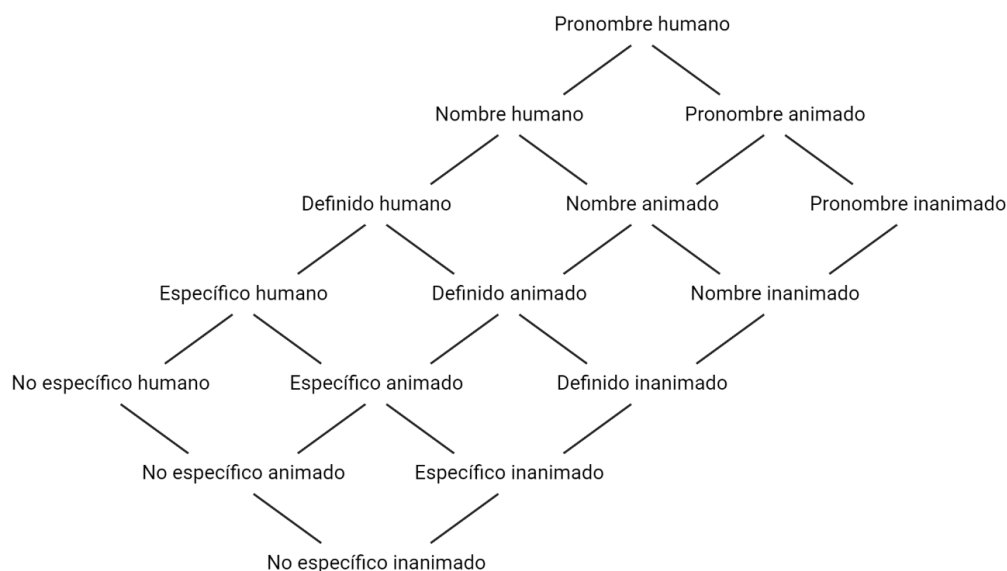 Pronombre humano
Nombre humano Pronombre animado
Definido humano Nombre animado Pronombre inanimado
Específico humano Definido animado Nombre inanimado
No específico humano Específico animado Definido inanimado
No específico animado Específico inanimado
No específico inanimado